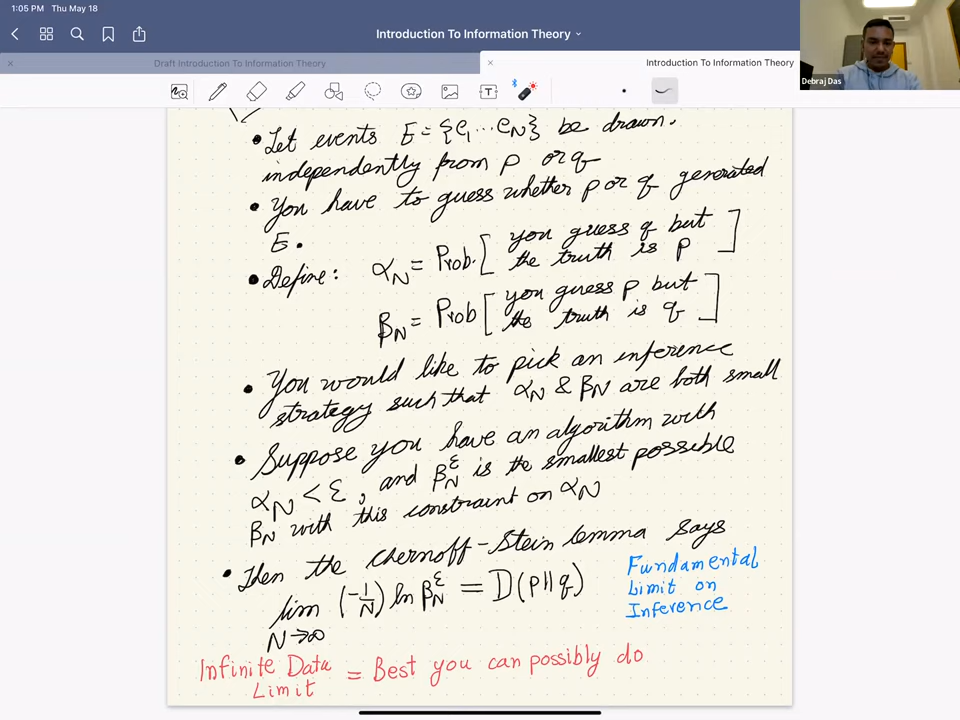 1:05 PM Thu May 18
Introduction To Information Theory
Draft Introduction To Information Theory
Introduction To Information Theory
Debraj Das
• Let events E = {e₁ ... e_N} be drawn.
independently from p or q
• You have to guess whether p or q generated
E.
• Define: α_N = Prob. [ you guess q but
the truth is p ]
β_N = Prob [ you guess p but
the truth is q ]
• You would like to pick an inference
strategy such that α_N & β_N are both small
• Suppose you have an algorithm with
α_N < ε, and β_N^ε is the smallest possible
β_N with this constraint on α_N
• Then the Chernoff-Stein lemma says
lim N→∞ (-1/N) ln β_N^ε = D(p||q)
Fundamental
Limit on
Inference
Infinite Data
Limit = Best you can possibly do